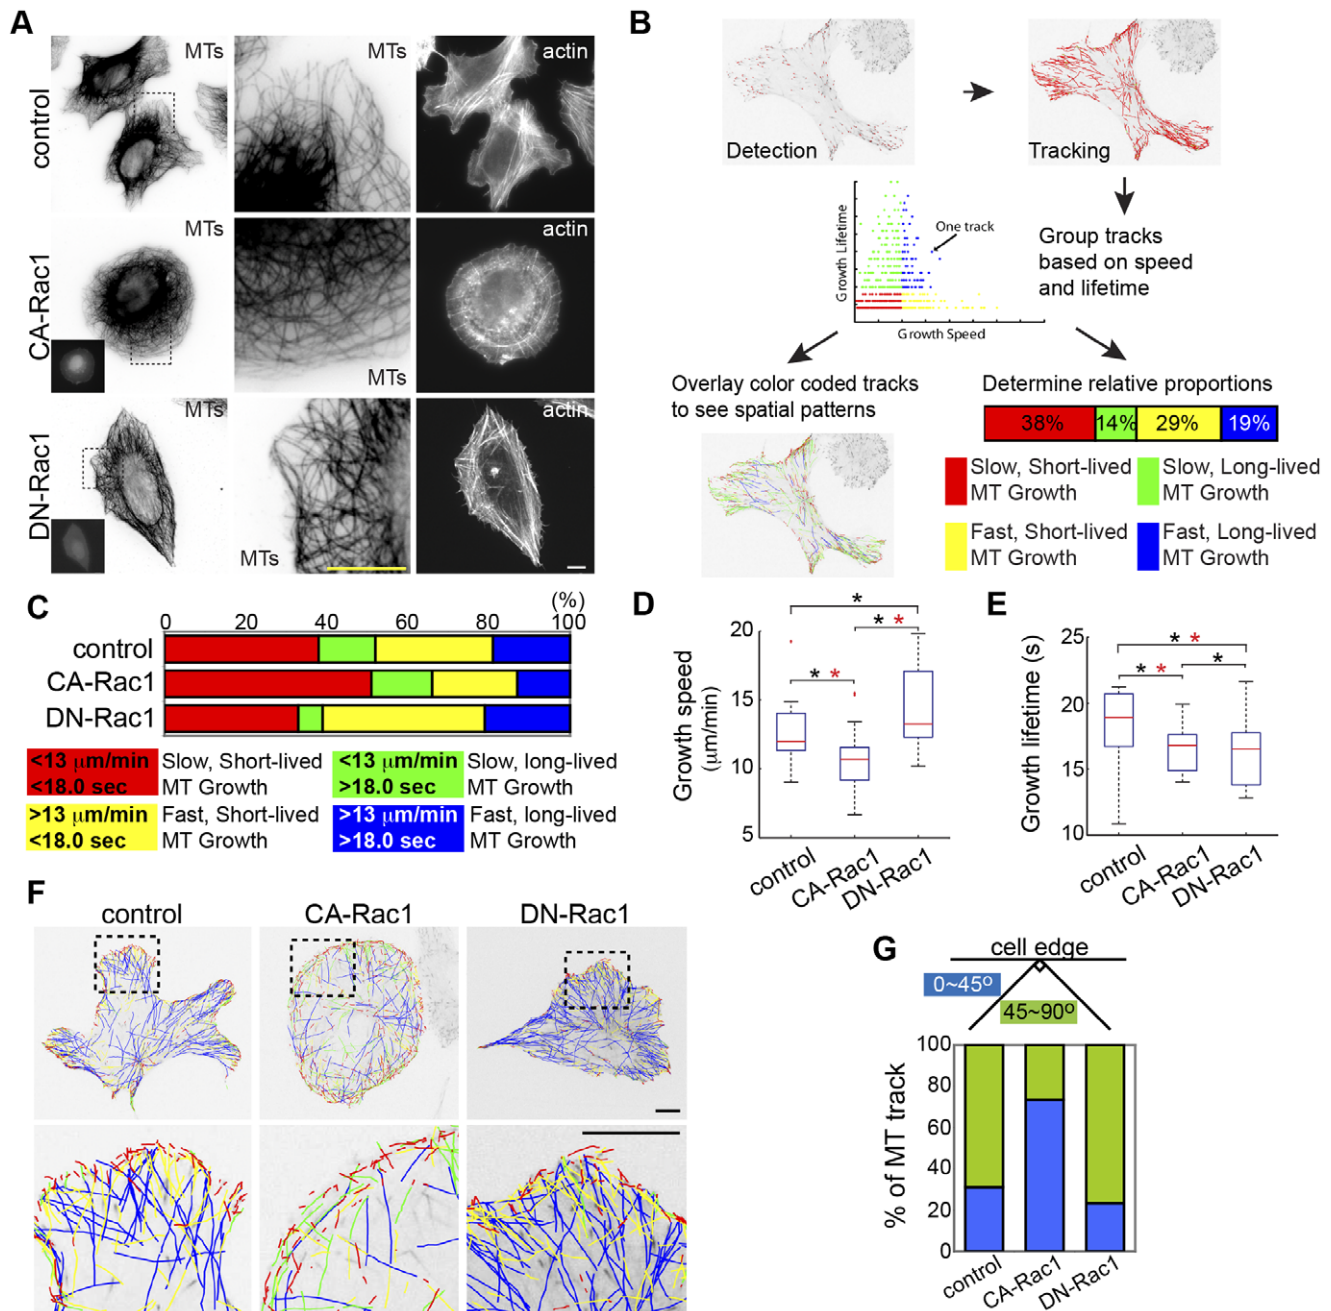 A
control
MTs
MTs
actin
CA-Rac1
MTs
MTs
actin
DN-Rac1
MTs
MTs
actin
B
Detection
Tracking
Growth Lifetime
One track
Growth Speed
Group tracks
based on speed
and lifetime
Overlay color coded tracks
to see spatial patterns
Determine relative proportions
38% 14% 29% 19%
Slow, Short-lived
MT Growth
Slow, Long-lived
MT Growth
Fast, Short-lived
MT Growth
Fast, Long-lived
MT Growth
C
(%)
0 20 40 60 80 100
control
CA-Rac1
DN-Rac1
<13 μm/min
<18.0 sec
Slow, Short-lived
MT Growth
<13 μm/min
>18.0 sec
Slow, long-lived
MT Growth
>13 μm/min
<18.0 sec
Fast, Short-lived
MT Growth
>13 μm/min
>18.0 sec
Fast, long-lived
MT Growth
D
Growth speed
(μm/min)
20
15
10
5
*
* *
* *
control
CA-Rac1
DN-Rac1
E
Growth lifetime (s)
25
20
15
10
* *
* *
*
control
CA-Rac1
DN-Rac1
F
control
CA-Rac1
DN-Rac1
G
cell edge
0~45º
45~90º
% of MT track
100
80
60
40
20
0
control
CA-Rac1
DN-Rac1